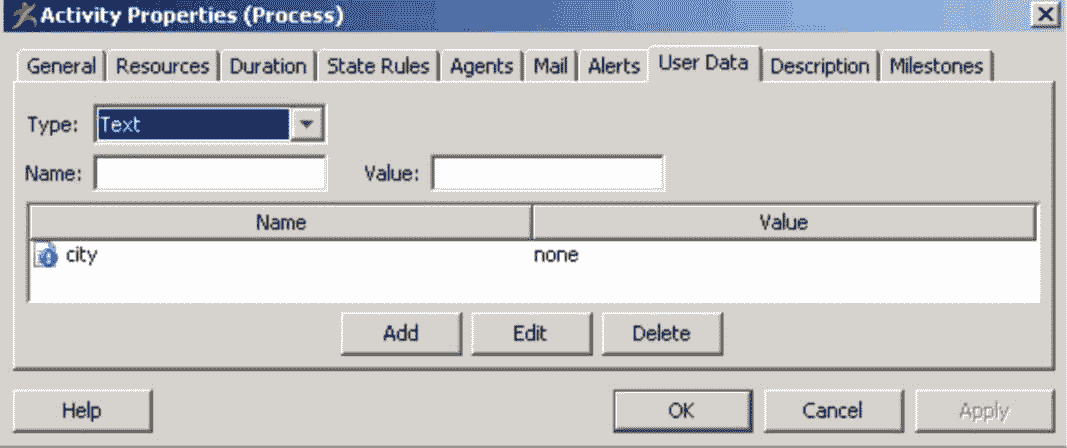 Activity Properties (Process)
General Resources Duration State Rules Agents Mail Alerts User Data Description Milestones
Type: Text
Name: Value:
Name Value
city none
Add Edit Delete
Help OK Cancel Apply